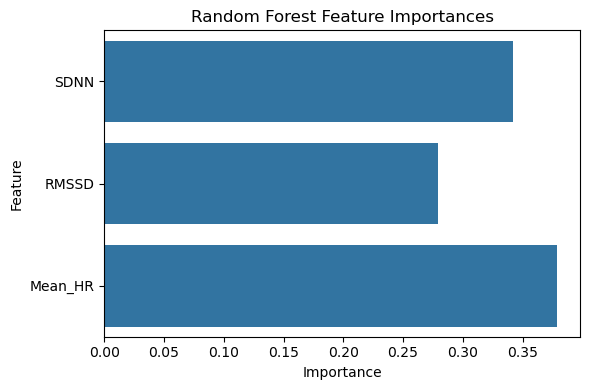 Random Forest Feature Importances
SDNN
RMSSD
Mean_HR
Feature
0.00 0.05 0.10 0.15 0.20 0.25 0.30 0.35
Importance